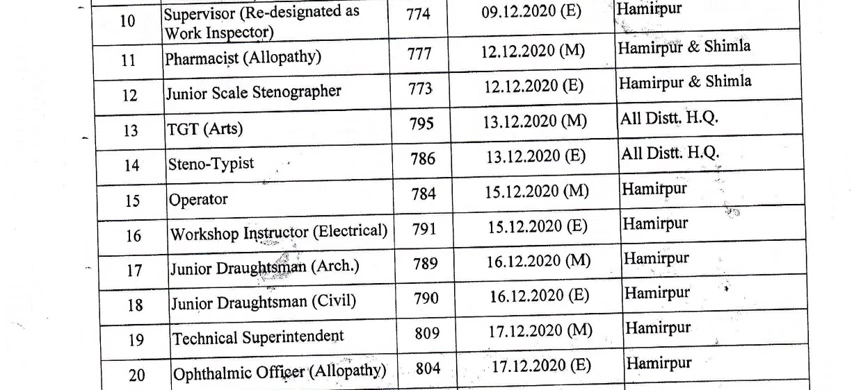 10 Supervisor (Re-designated as Work Inspector) 774 09.12.2020 (E) Hamirpur
11 Pharmacist (Allopathy) 777 12.12.2020 (M) Hamirpur & Shimla
12 Junior Scale Stenographer 773 12.12.2020 (E) Hamirpur & Shimla
13 TGT (Arts) 795 13.12.2020 (M) All Distt. H.Q.
14 Steno-Typist 786 13.12.2020 (E) All Distt. H.Q.
15 Operator 784 15.12.2020 (M) Hamirpur
16 Workshop Instructor (Electrical) 791 15.12.2020 (E) Hamirpur
17 Junior Draughtsman (Arch.) 789 16.12.2020 (M) Hamirpur
18 Junior Draughtsman (Civil) 790 16.12.2020 (E) Hamirpur
19 Technical Superintendent 809 17.12.2020 (M) Hamirpur
20 Ophthalmic Officer (Allopathy) 804 17.12.2020 (E) Hamirpur